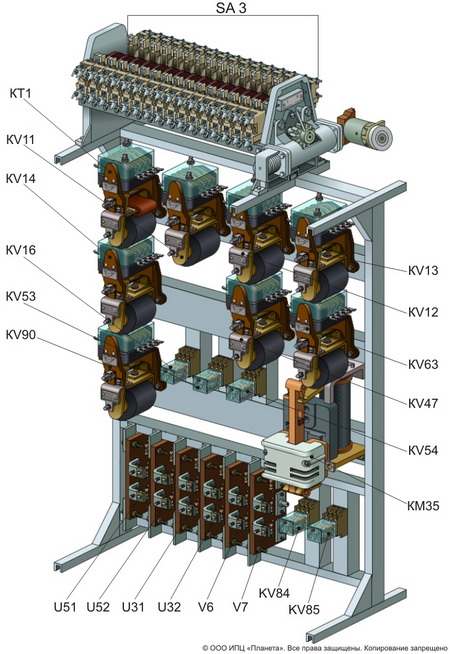 SA 3
KT1
KV11
KV14
KV16
KV53
KV90
KV13
KV12
KV63
KV47
KV54
KM35
KV84
KV85
U51 U52 U31 U32 V6 V7
© ООО ИПЦ «Планета». Все права защищены. Копирование запрещено